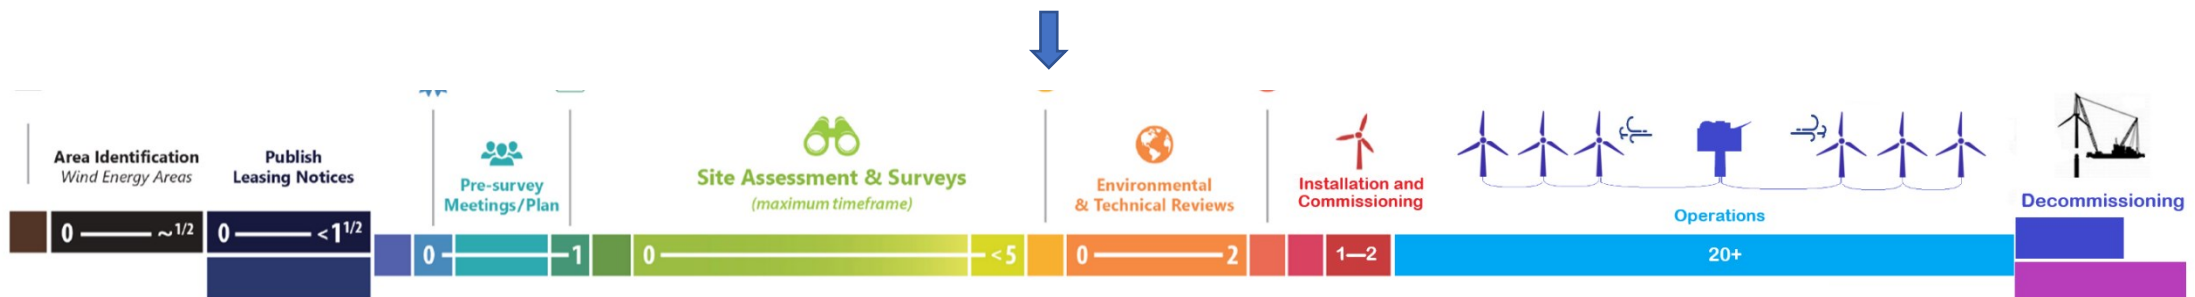 Area Identification
Wind Energy Areas
0 — ~1/2
Publish
Leasing Notices
0 — <1 1/2
Pre-survey
Meetings/Plan
0 — 1
Site Assessment & Surveys
(maximum timeframe)
0 — <5
Environmental
& Technical Reviews
0 — 2
Installation and
Commissioning
1—2
Operations
20+
Decommissioning